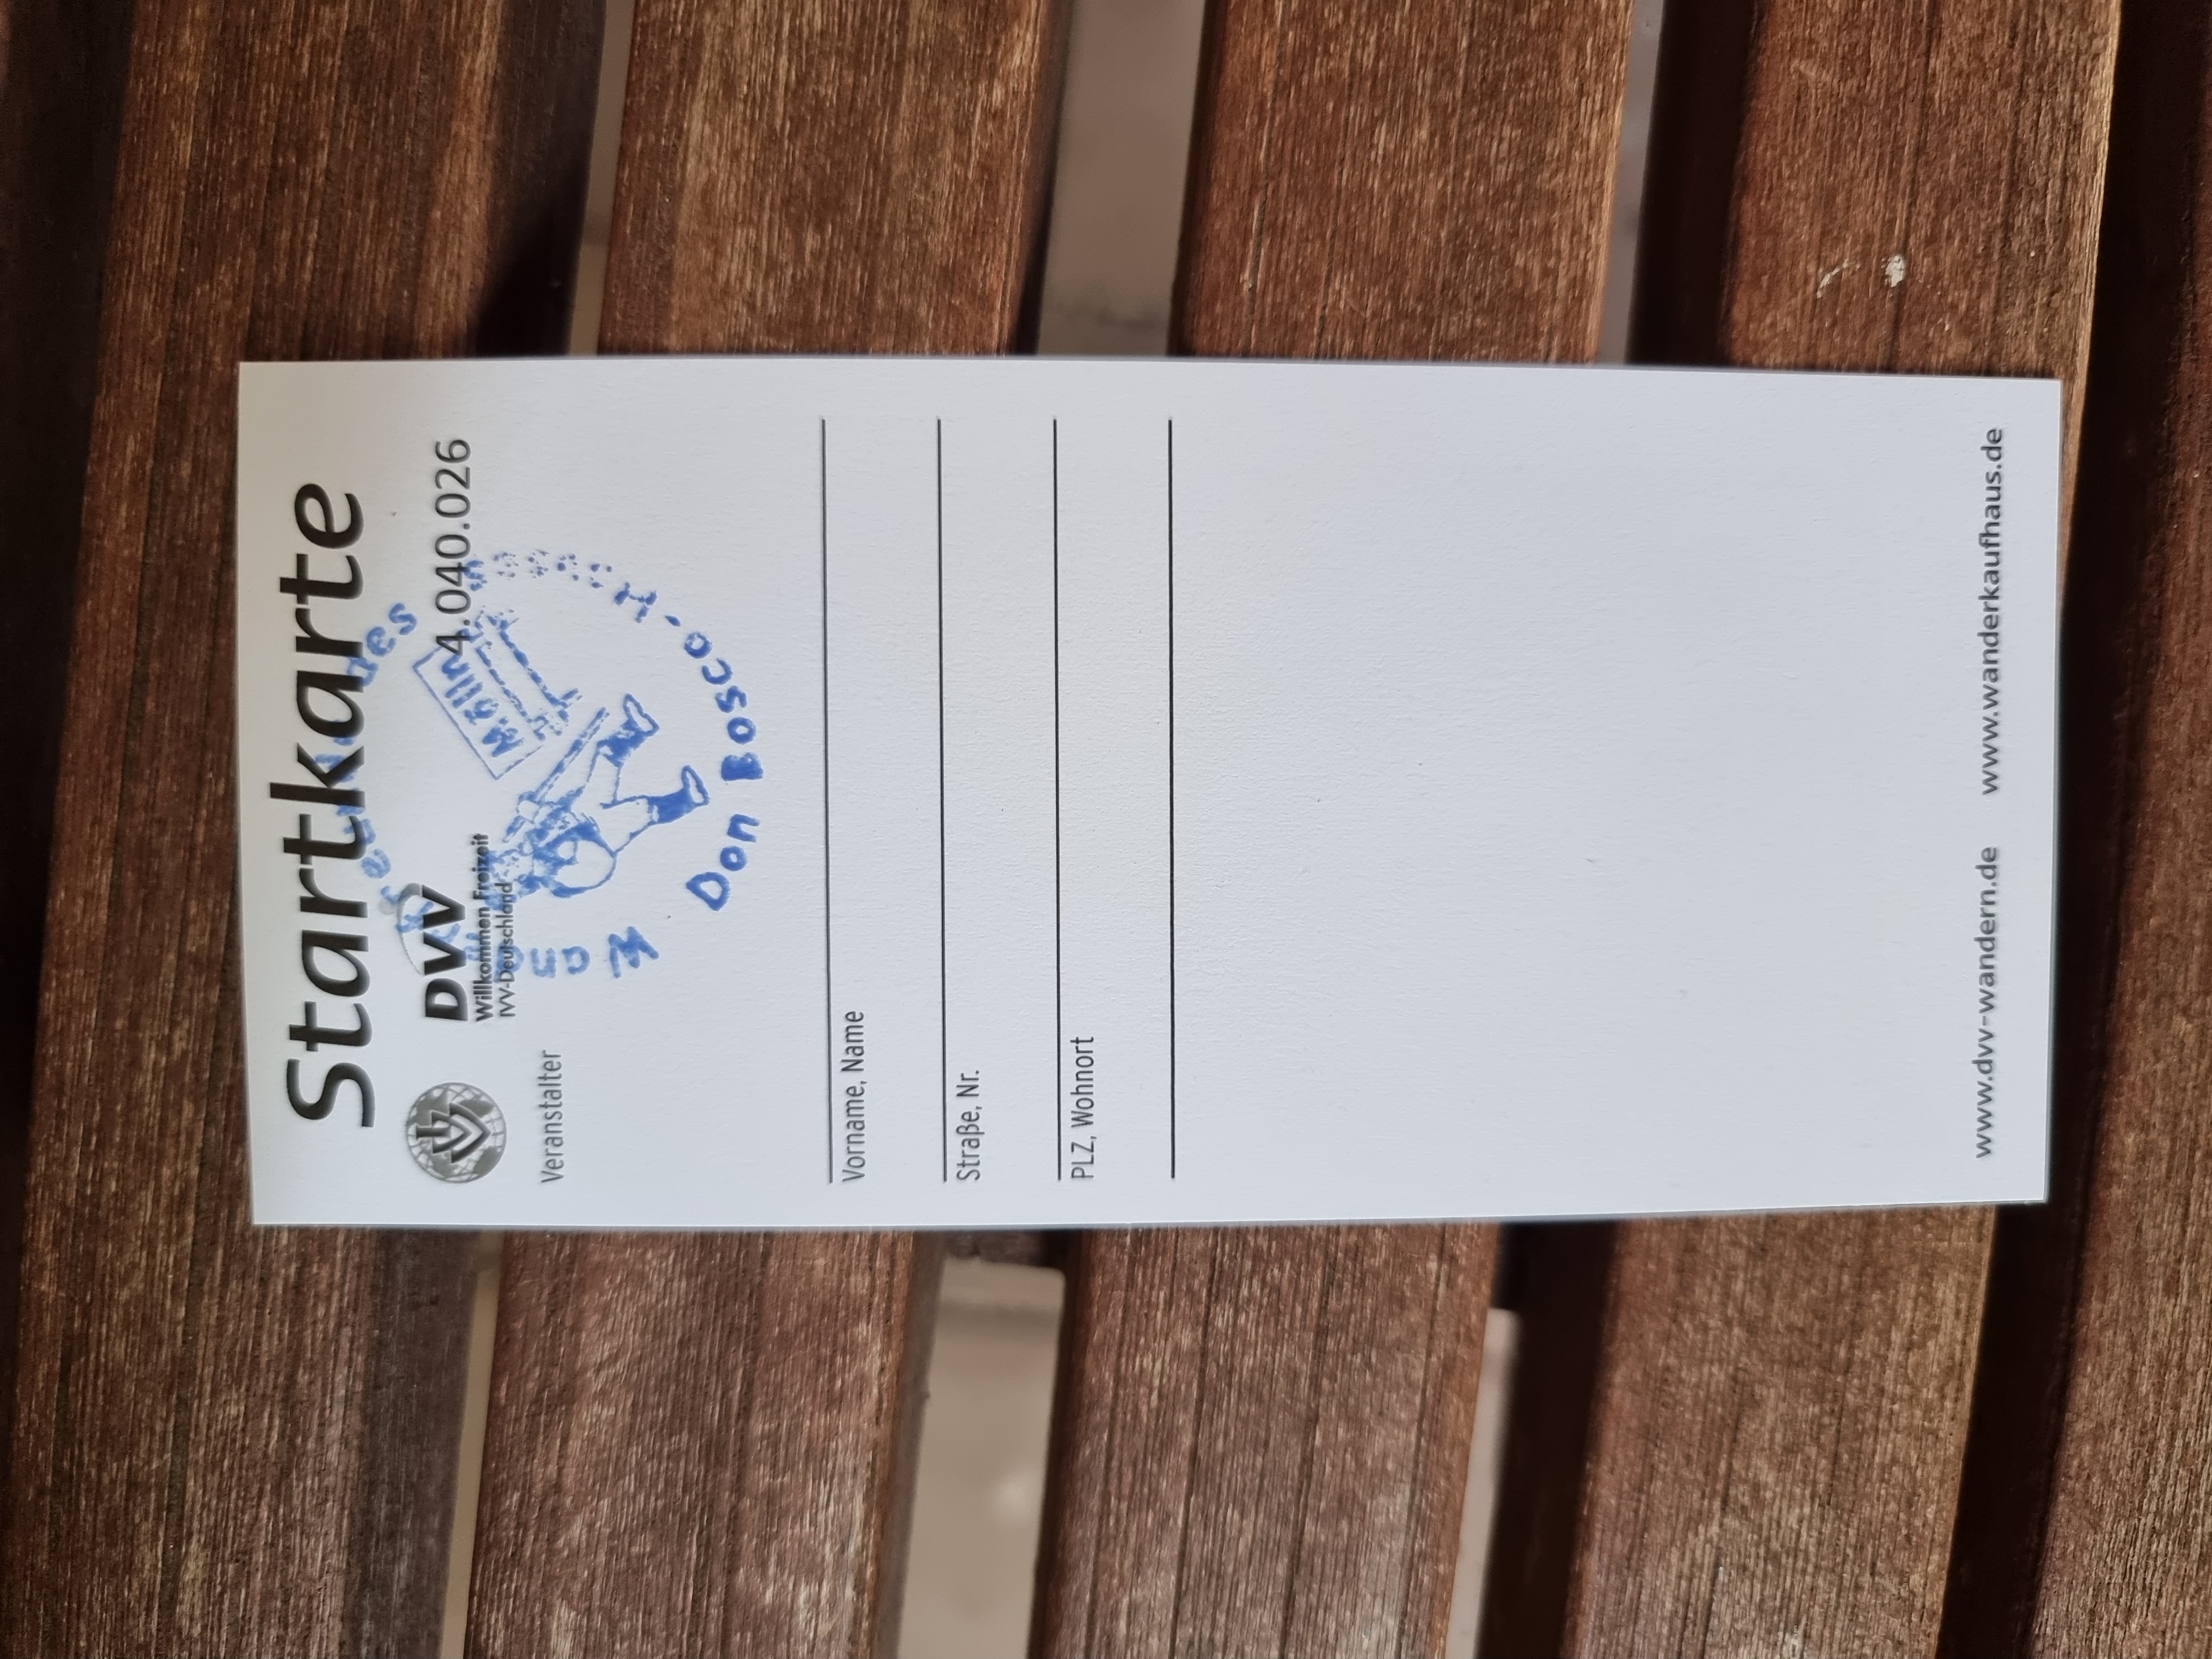 Startkarte
DVV
4.040.026
Willkommen Freizeit
IVV-Deutschland
Veranstalter
Mölln
Don Bosco-H
Vorname, Name
Straße, Nr.
PLZ, Wohnort
www.dvv-wandern.de www.wanderkaufhaus.de